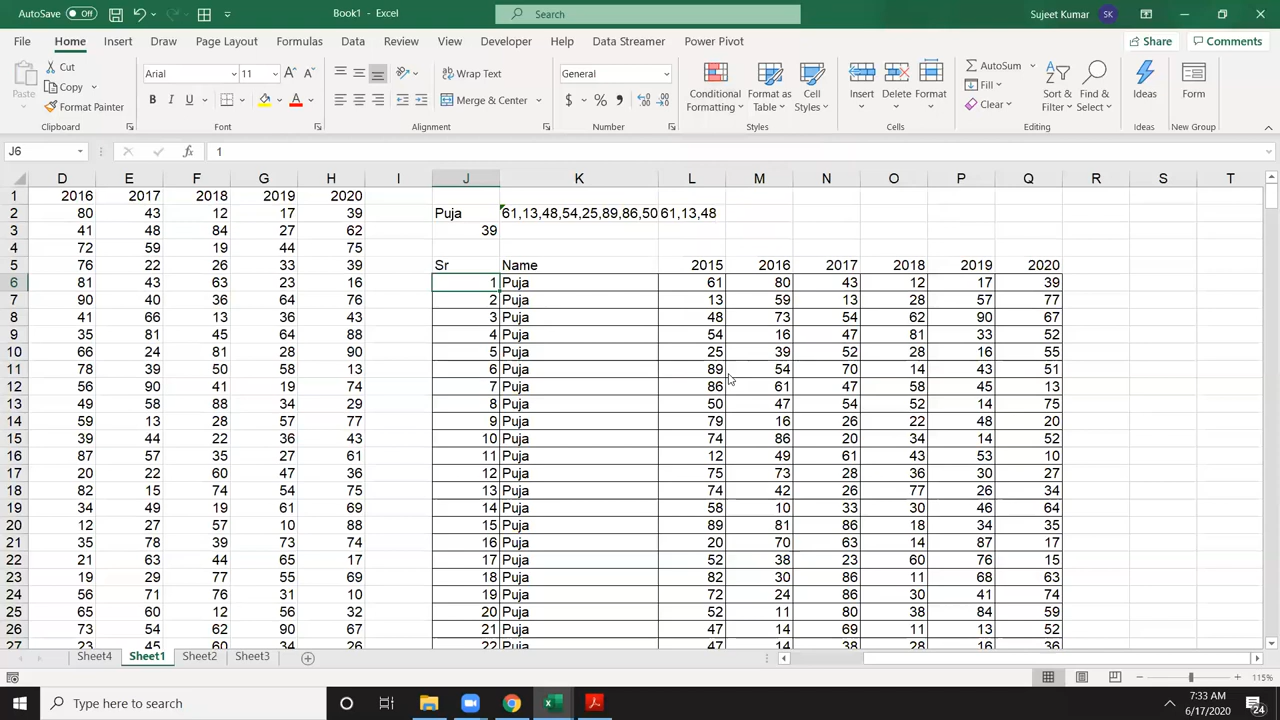 AutoSave Off Book1 - Excel Search Sujeet Kumar SK
File Home Insert Draw Page Layout Formulas Data Review View Developer Help Data Streamer Power Pivot Share Comments
Paste Cut Copy Format Painter Arial 11 B I U Wrap Text Merge & Center General $ % , Conditional Formatting Format as Table Cell Styles Insert Delete Format AutoSum Fill Clear Sort & Filter Find & Select Ideas Form
Clipboard Font Alignment Number Styles Cells Editing Ideas New Group
J6 fx 1
D E F G H I J K L M N O P Q R S T
1 2016 2017 2018 2019 2020
2 80 43 12 17 39 Puja 61,13,48,54,25,89,86,50 61,13,48
3 41 48 84 27 62 39
4 72 59 19 44 75
5 76 22 26 33 39 Sr Name 2015 2016 2017 2018 2019 2020
6 81 43 63 23 16 1 Puja 61 80 43 12 17 39
7 90 40 36 64 76 2 Puja 13 59 13 28 57 77
8 41 66 13 36 43 3 Puja 48 73 54 62 90 67
9 35 81 45 64 88 4 Puja 54 16 47 81 33 52
10 66 24 81 28 90 5 Puja 25 39 52 28 16 55
11 78 39 50 58 13 6 Puja 89 54 70 14 43 51
12 56 90 41 19 74 7 Puja 86 61 47 58 45 13
13 49 58 88 34 29 8 Puja 50 47 54 52 14 75
14 59 13 28 57 77 9 Puja 79 16 26 22 48 20
15 39 44 22 36 43 10 Puja 74 86 20 34 14 52
16 87 57 35 27 61 11 Puja 12 49 61 43 53 10
17 20 22 60 47 36 12 Puja 75 73 28 36 30 27
18 82 15 74 54 75 13 Puja 74 42 26 77 26 34
19 34 49 19 61 69 14 Puja 58 10 33 30 46 64
20 12 27 57 10 88 15 Puja 89 81 86 18 34 35
21 35 78 39 73 74 16 Puja 20 70 63 14 87 17
22 21 63 44 65 17 17 Puja 52 38 23 60 76 15
23 19 29 77 55 69 18 Puja 82 30 86 11 68 63
24 56 71 76 31 10 19 Puja 72 24 86 30 41 74
25 65 60 12 56 32 20 Puja 52 11 80 38 84 59
26 73 54 62 90 67 21 Puja 47 14 69 11 13 52
27 23 45 60 34 26 22 Puja 47 14 38 28 16 36
Sheet4 Sheet1 Sheet2 Sheet3
115%
Type here to search 7:33 AM
6/17/2020 24